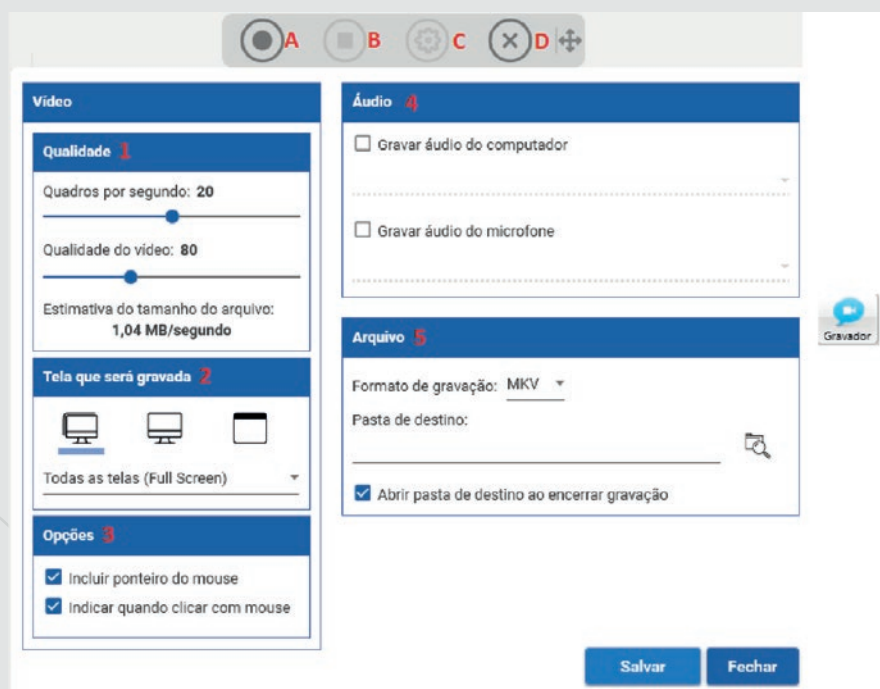 A B C D
Vídeo
Qualidade 1
Quadros por segundo: 20
Qualidade do vídeo: 80
Estimativa do tamanho do arquivo:
1,04 MB/segundo
Tela que será gravada 2
Todas as telas (Full Screen)
Opções 3
Incluir ponteiro do mouse
Indicar quando clicar com mouse
Áudio 4
Gravar áudio do computador
Gravar áudio do microfone
Arquivo 5
Formato de gravação: MKV
Pasta de destino:
Abrir pasta de destino ao encerrar gravação
Salvar Fechar
Gravador